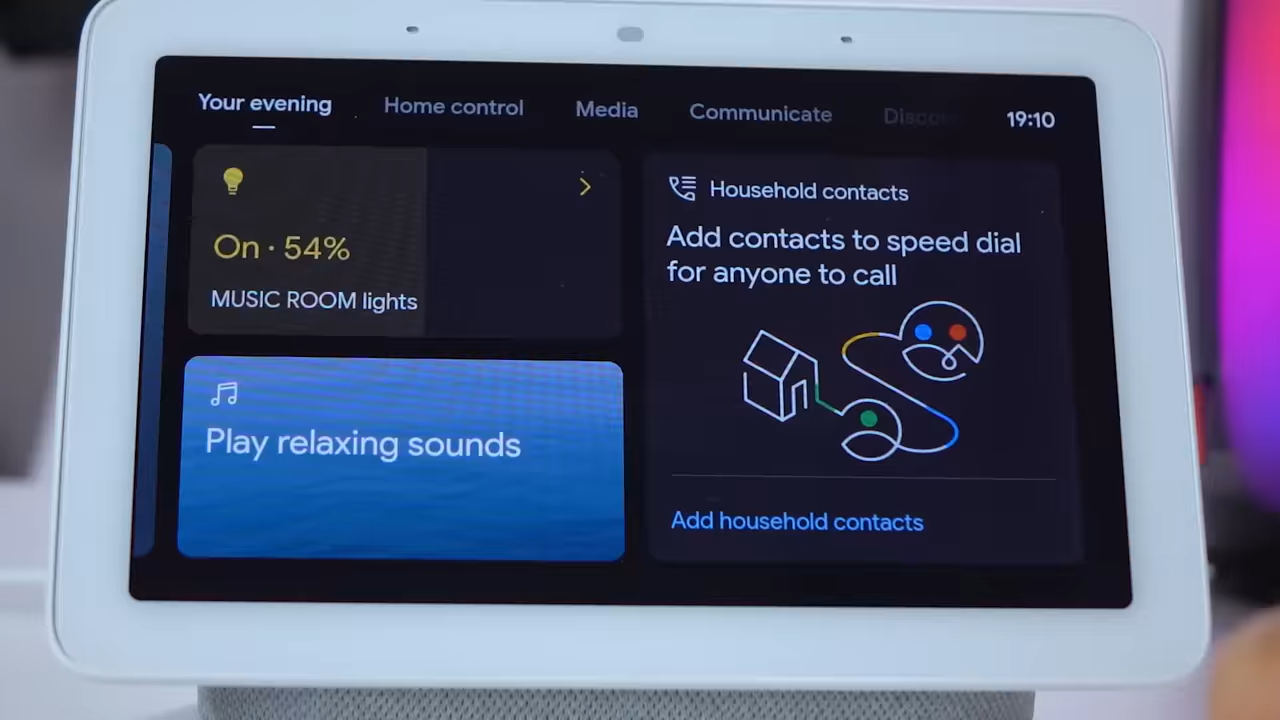 Your evening Home control Media Communicate 19:10
On · 54%
MUSIC ROOM lights
Play relaxing sounds
Household contacts
Add contacts to speed dial
for anyone to call
Add household contacts